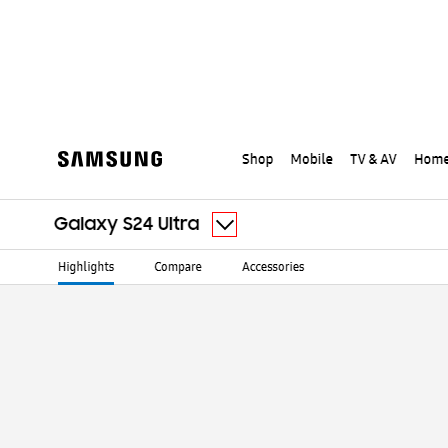 SAMSUNG Shop Mobile TV & AV Home
Galaxy S24 Ultra
Highlights Compare Accessories